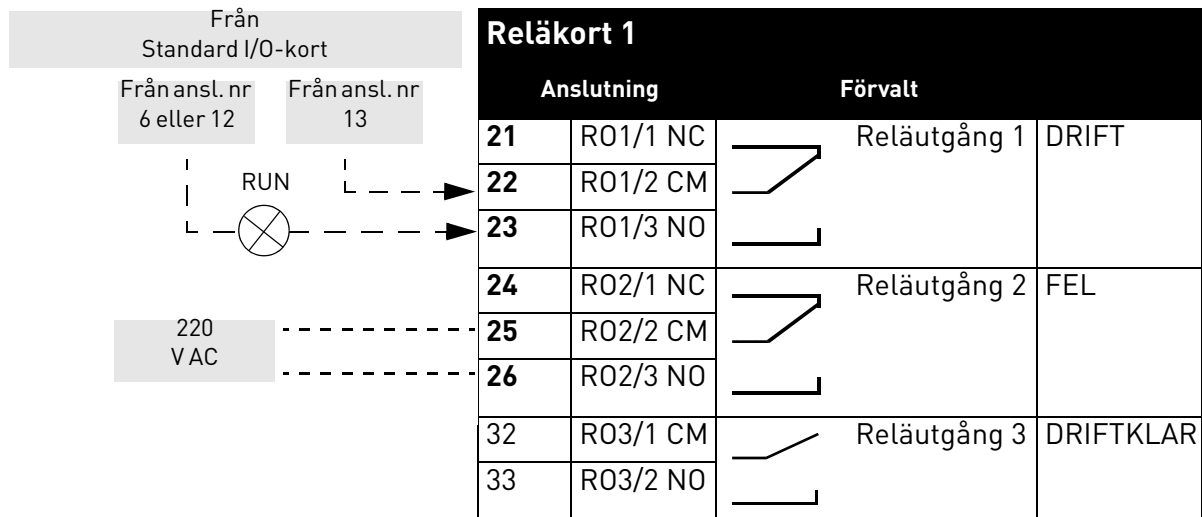 Från
Standard I/O-kort
Från ansl. nr
6 eller 12
Från ansl. nr
13
RUN
220
V AC
Reläkort 1
Anslutning Förvalt
21 RO1/1 NC Reläutgång 1 DRIFT
22 RO1/2 CM
23 RO1/3 NO
24 RO2/1 NC Reläutgång 2 FEL
25 RO2/2 CM
26 RO2/3 NO
32 RO3/1 CM Reläutgång 3 DRIFTKLAR
33 RO3/2 NO